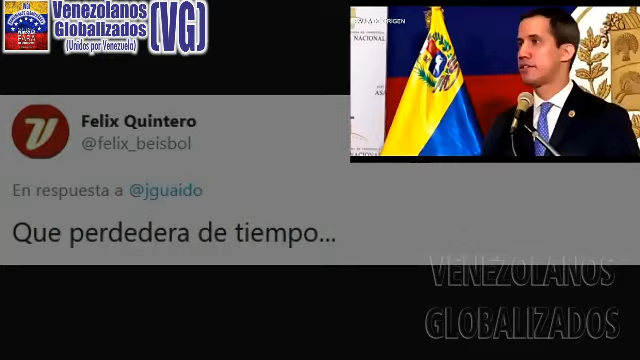 Venezolanos
Globalizados
(Unidos por Venezuela)
(VG)
Felix Quintero
@felix_beisbol
En respuesta a @jguaido
Que perdedera de tiempo...
VENEZOLANOS
GLOBALIZADOS